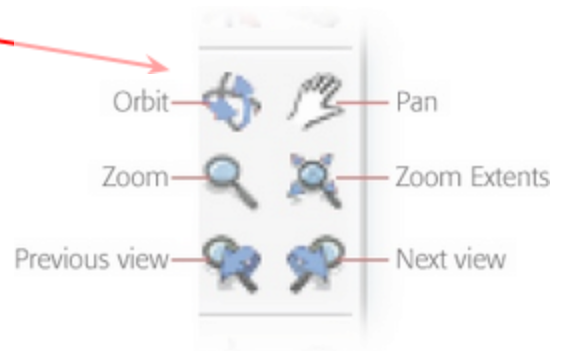 Orbit
Pan
Zoom
Zoom Extents
Previous view
Next view